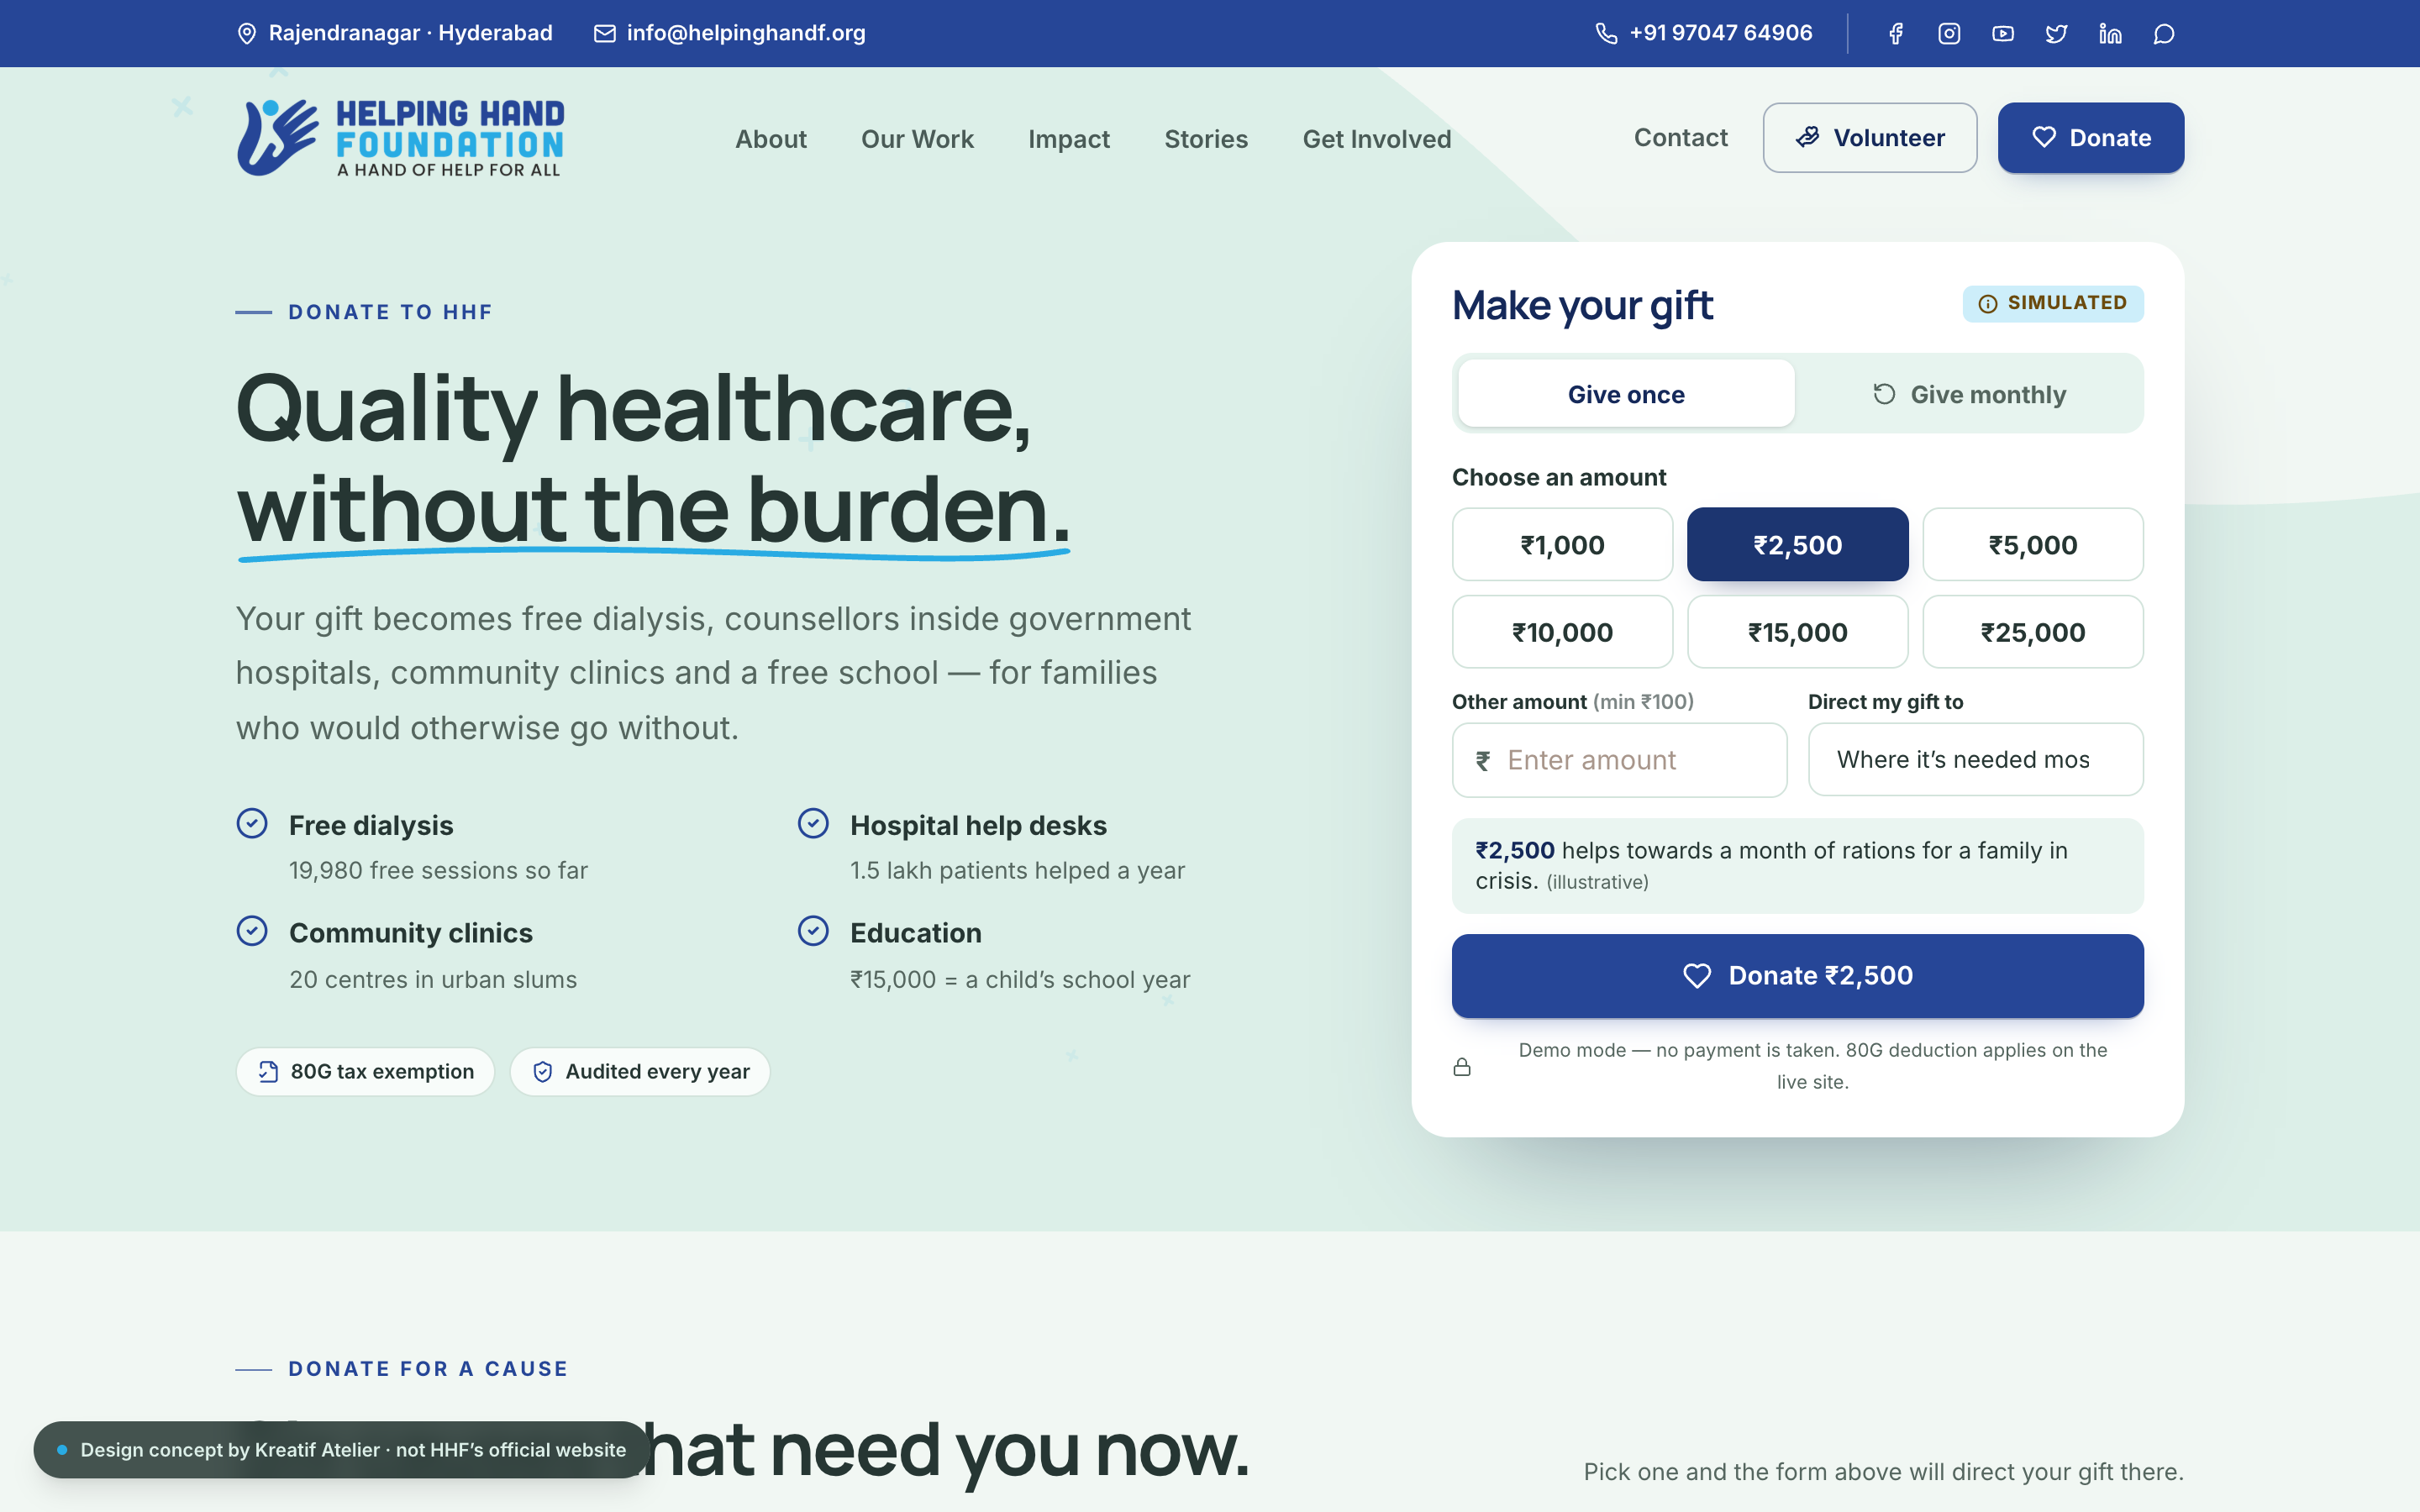 Rajendranagar · Hyderabad
info@helpinghandf.org
+91 97047 64906
HELPING HAND
FOUNDATION
A HAND OF HELP FOR ALL
About
Our Work
Impact
Stories
Get Involved
Contact
Volunteer
Donate
DONATE TO HHF
Quality healthcare,
without the burden.
Your gift becomes free dialysis, counsellors inside government
hospitals, community clinics and a free school — for families
who would otherwise go without.
Free dialysis
19,980 free sessions so far
Hospital help desks
1.5 lakh patients helped a year
Community clinics
20 centres in urban slums
Education
₹15,000 = a child’s school year
80G tax exemption
Audited every year
Make your gift
SIMULATED
Give once
Give monthly
Choose an amount
₹1,000
₹2,500
₹5,000
₹10,000
₹15,000
₹25,000
Other amount (min ₹100)
Direct my gift to
₹ Enter amount
Where it’s needed mos
₹2,500 helps towards a month of rations for a family in
crisis. (illustrative)
Donate ₹2,500
Demo mode — no payment is taken. 80G deduction applies on the
live site.
DONATE FOR A CAUSE
hat need you now.
Pick one and the form above will direct your gift there.
Design concept by Kreatif Atelier · not HHF’s official website